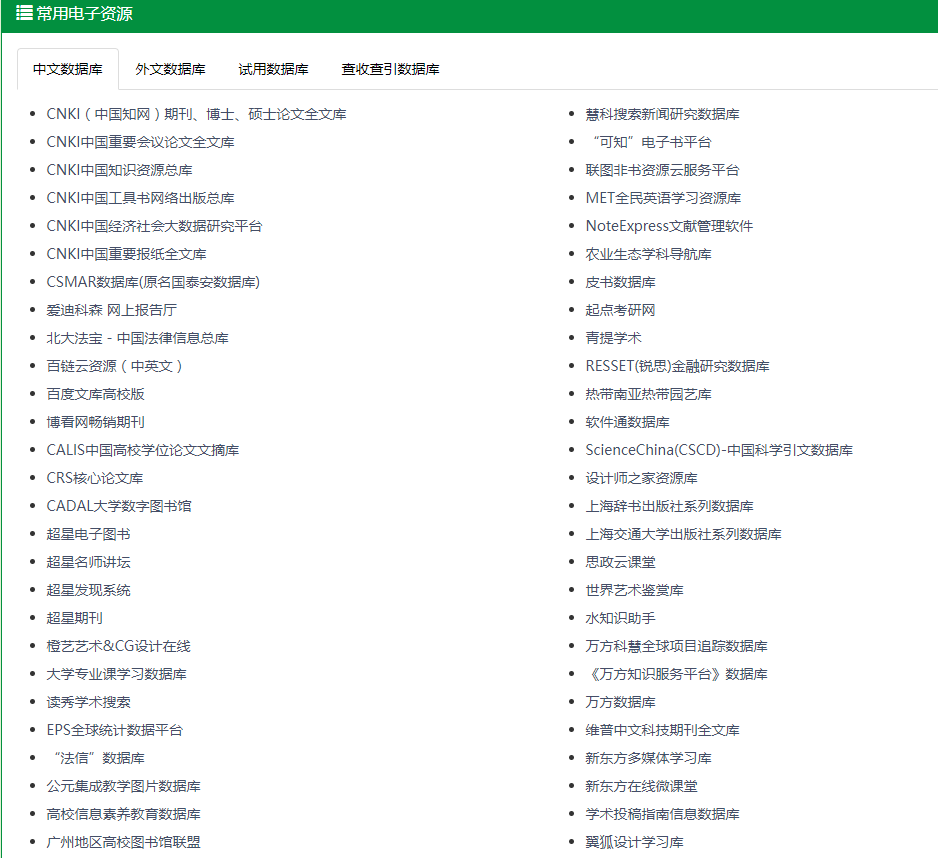 常用电子资源
中文数据库
外文数据库
试用数据库
查收查引数据库
CNKI（中国知网）期刊、博士、硕士论文全文库
CNKI中国重要会议论文全文库
CNKI中国知识资源总库
CNKI中国工具书网络出版总库
CNKI中国经济社会大数据研究平台
CNKI中国重要报纸全文库
CSMAR数据库(原名国泰安数据库)
爱迪科森 网上报告厅
北大法宝－中国法律信息总库
百链云资源（中英文）
百度文库高校版
博看网畅销期刊
CALIS中国高校学位论文文摘库
CRS核心论文库
CADAL大学数字图书馆
超星电子图书
超星名师讲坛
超星发现系统
超星期刊
橙艺艺术&CG设计在线
大学专业课学习数据库
读秀学术搜索
EPS全球统计数据平台
“法信”数据库
公元集成教学图片数据库
高校信息素养教育数据库
广州地区高校图书馆联盟
慧科搜索新闻研究数据库
“可知”电子书平台
联图非书资源云服务平台
MET全民英语学习资源库
NoteExpress文献管理软件
农业生态学科导航库
皮书数据库
起点考研网
青提学术
RESSET(锐思)金融研究数据库
热带南亚热带园艺库
软件通数据库
ScienceChina(CSCD)-中国科学引文数据库
设计师之家资源库
上海辞书出版社系列数据库
上海交通大学出版社系列数据库
思政云课堂
世界艺术鉴赏库
水知识助手
万方科慧全球项目追踪数据库
《万方知识服务平台》数据库
万方数据库
维普中文科技期刊全文库
新东方多媒体学习库
新东方在线微课堂
学术投稿指南信息数据库
翼狐设计学习库